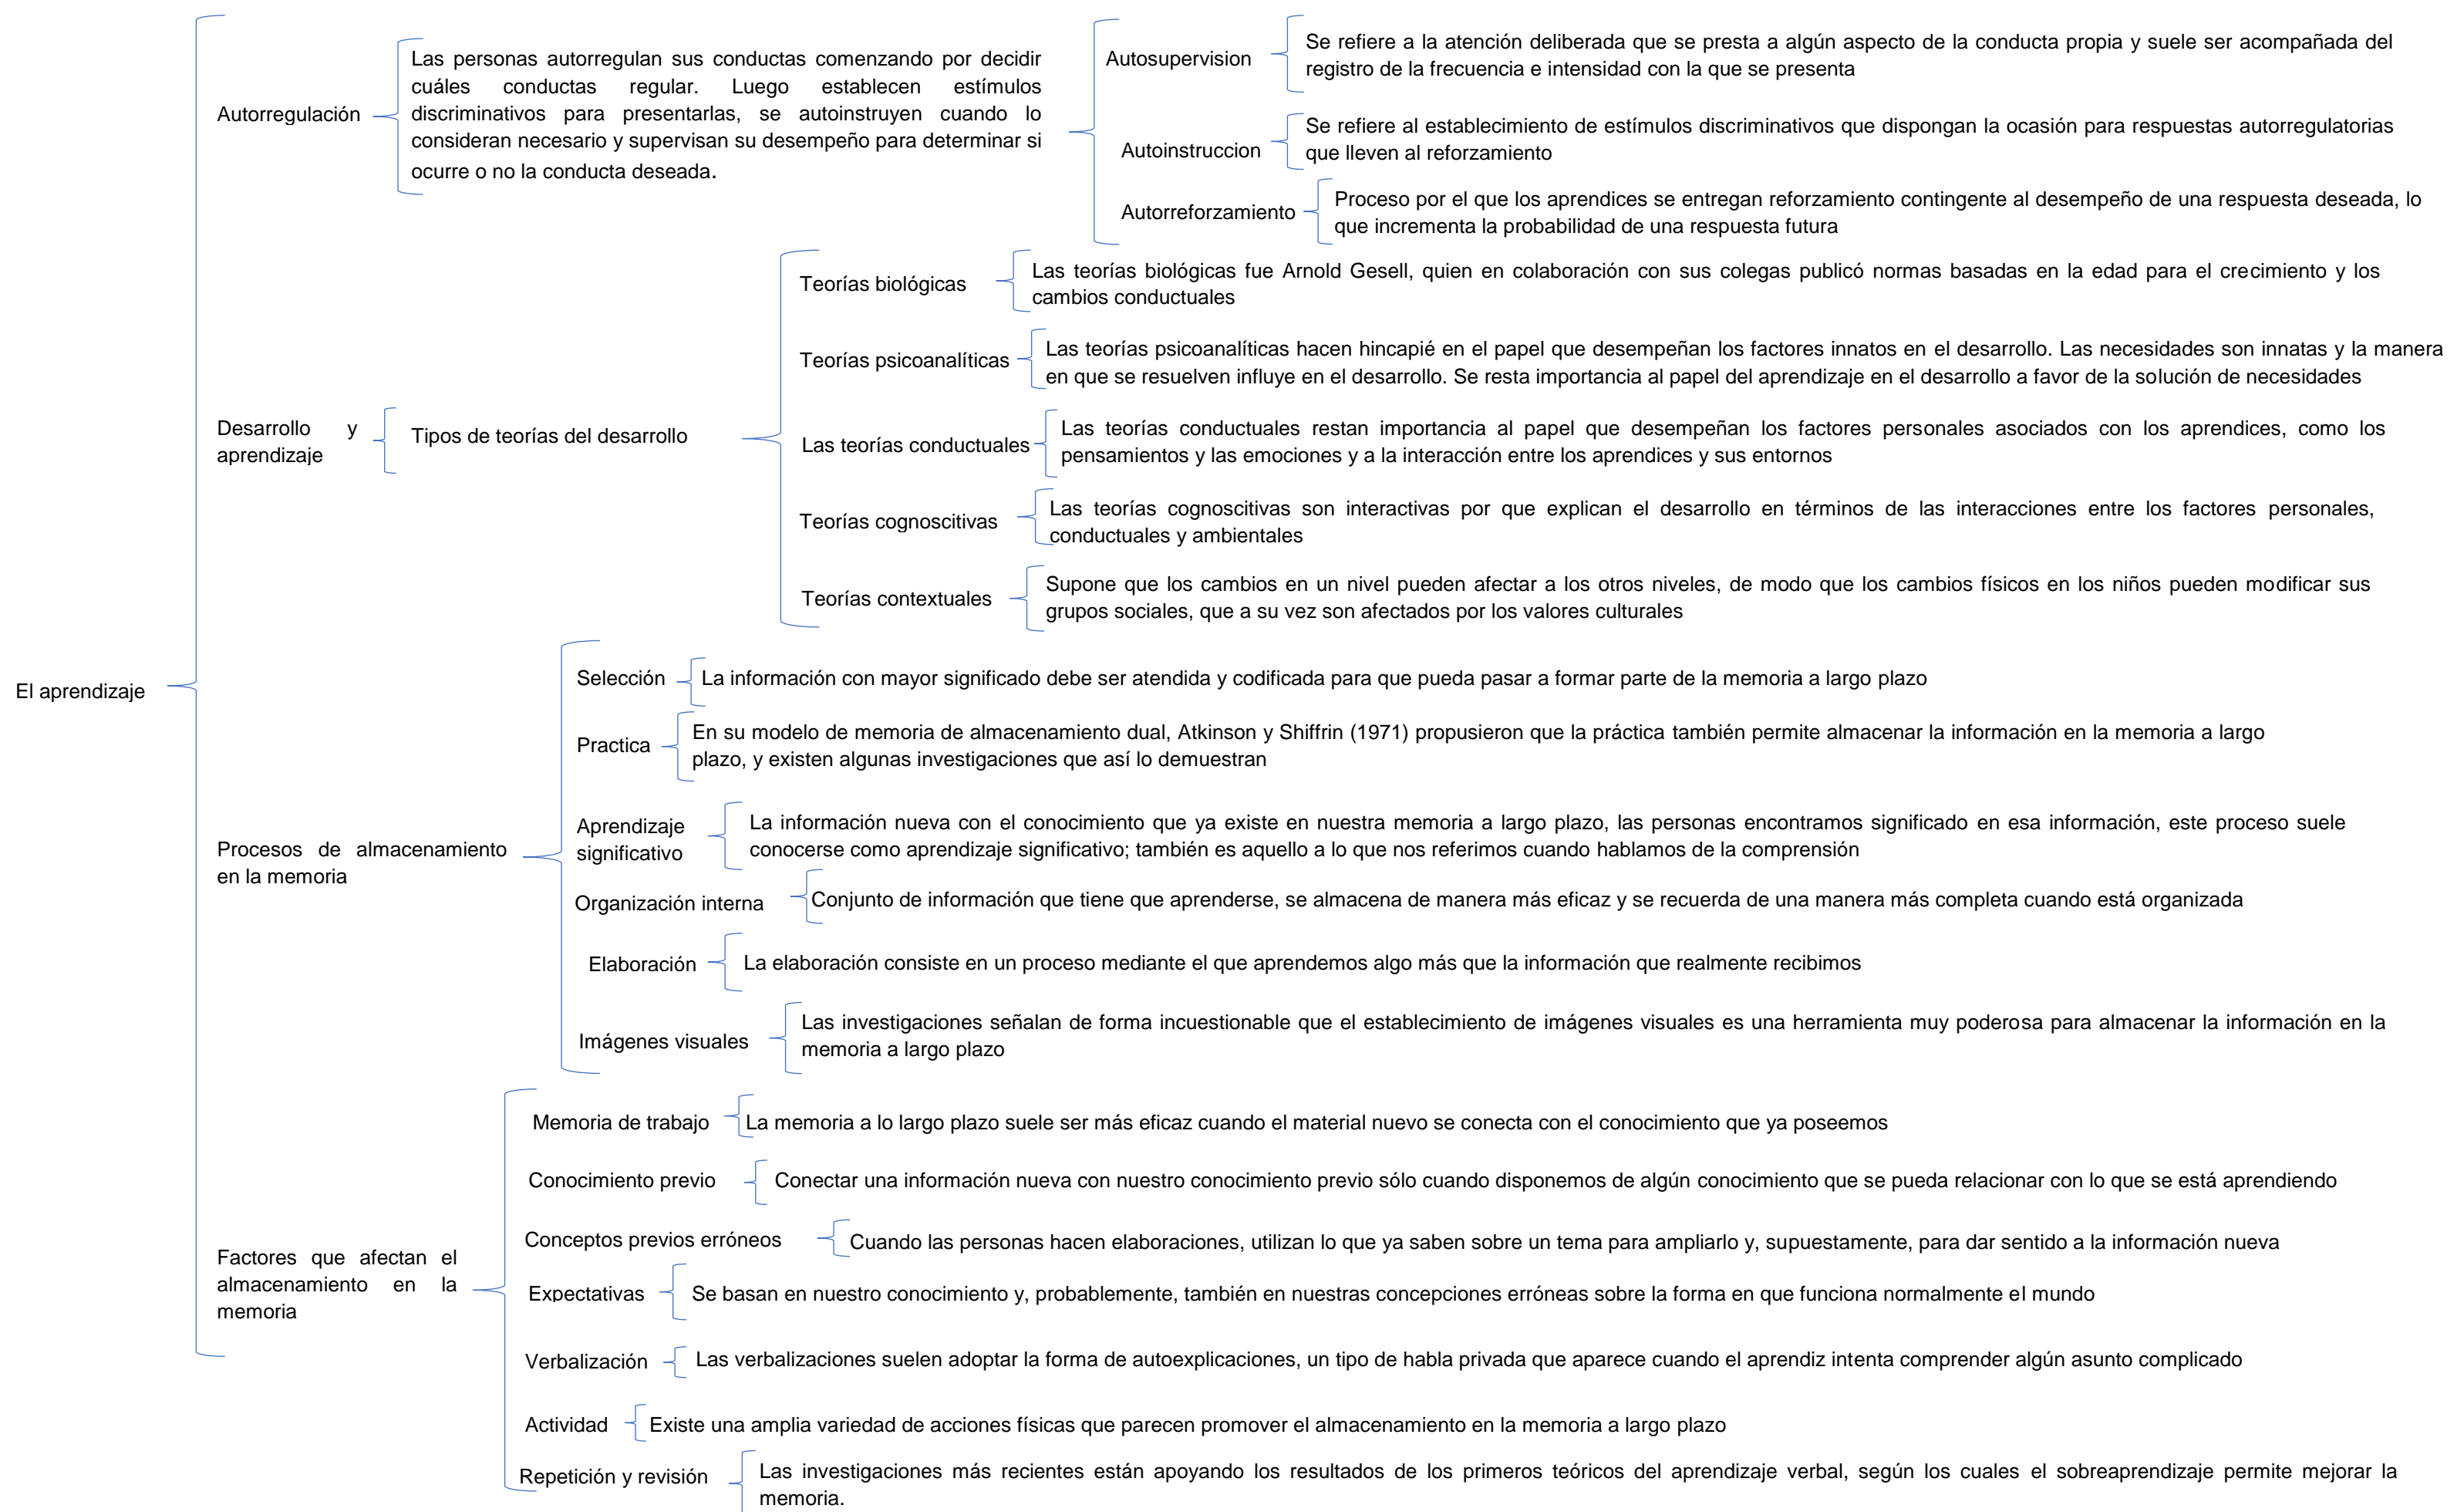 El aprendizaje
Autorregulación
Las personas autorregulan sus conductas comenzando por decidir
cuáles conductas regular. Luego establecen estímulos
discriminativos para presentarlas, se autoinstruyen cuando lo
consideran necesario y supervisan su desempeño para determinar si
ocurre o no la conducta deseada.
Autosupervision
Se refiere a la atención deliberada que se presta a algún aspecto de la conducta propia y suele ser acompañada del
registro de la frecuencia e intensidad con la que se presenta
Autoinstruccion
Se refiere al establecimiento de estímulos discriminativos que dispongan la ocasión para respuestas autorregulatorias
que lleven al reforzamiento
Autorreforzamiento
Proceso por el que los aprendices se entregan reforzamiento contingente al desempeño de una respuesta deseada, lo
que incrementa la probabilidad de una respuesta futura
Desarrollo y
aprendizaje
Tipos de teorías del desarrollo
Teorías biológicas
Las teorías biológicas fue Arnold Gesell, quien en colaboración con sus colegas publicó normas basadas en la edad para el crecimiento y los
cambios conductuales
Teorías psicoanalíticas
Las teorías psicoanalíticas hacen hincapié en el papel que desempeñan los factores innatos en el desarrollo. Las necesidades son innatas y la manera
en que se resuelven influye en el desarrollo. Se resta importancia al papel del aprendizaje en el desarrollo a favor de la solución de necesidades
Las teorías conductuales
Las teorías conductuales restan importancia al papel que desempeñan los factores personales asociados con los aprendices, como los
pensamientos y las emociones y a la interacción entre los aprendices y sus entornos
Teorías cognoscitivas
Las teorías cognoscitivas son interactivas por que explican el desarrollo en términos de las interacciones entre los factores personales,
conductuales y ambientales
Teorías contextuales
Supone que los cambios en un nivel pueden afectar a los otros niveles, de modo que los cambios físicos en los niños pueden modificar sus
grupos sociales, que a su vez son afectados por los valores culturales
Procesos de almacenamiento
en la memoria
Selección
La información con mayor significado debe ser atendida y codificada para que pueda pasar a formar parte de la memoria a largo plazo
Practica
En su modelo de memoria de almacenamiento dual, Atkinson y Shiffrin (1971) propusieron que la práctica también permite almacenar la información en la memoria a largo
plazo, y existen algunas investigaciones que así lo demuestran
Aprendizaje
significativo
La información nueva con el conocimiento que ya existe en nuestra memoria a largo plazo, las personas encontramos significado en esa información, este proceso suele
conocerse como aprendizaje significativo; también es aquello a lo que nos referimos cuando hablamos de la comprensión
Organización interna
Conjunto de información que tiene que aprenderse, se almacena de manera más eficaz y se recuerda de una manera más completa cuando está organizada
Elaboración
La elaboración consiste en un proceso mediante el que aprendemos algo más que la información que realmente recibimos
Imágenes visuales
Las investigaciones señalan de forma incuestionable que el establecimiento de imágenes visuales es una herramienta muy poderosa para almacenar la información en la
memoria a largo plazo
Factores que afectan el
almacenamiento en la
memoria
Memoria de trabajo
La memoria a lo largo plazo suele ser más eficaz cuando el material nuevo se conecta con el conocimiento que ya poseemos
Conocimiento previo
Conectar una información nueva con nuestro conocimiento previo sólo cuando disponemos de algún conocimiento que se pueda relacionar con lo que se está aprendiendo
Conceptos previos erróneos
Cuando las personas hacen elaboraciones, utilizan lo que ya saben sobre un tema para ampliarlo y, supuestamente, para dar sentido a la información nueva
Expectativas
Se basan en nuestro conocimiento y, probablemente, también en nuestras concepciones erróneas sobre la forma en que funciona normalmente el mundo
Verbalización
Las verbalizaciones suelen adoptar la forma de autoexplicaciones, un tipo de habla privada que aparece cuando el aprendiz intenta comprender algún asunto complicado
Actividad
Existe una amplia variedad de acciones físicas que parecen promover el almacenamiento en la memoria a largo plazo
Repetición y revisión
Las investigaciones más recientes están apoyando los resultados de los primeros teóricos del aprendizaje verbal, según los cuales el sobreaprendizaje permite mejorar la
memoria.